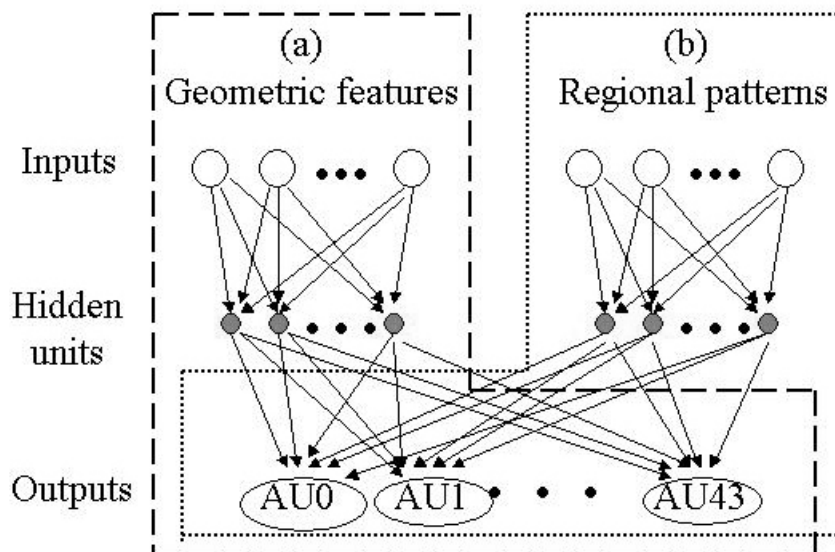 (a)
(b)
Geometric features
Regional patterns
Inputs
Hidden
units
Outputs
AU0
AU1
AU43